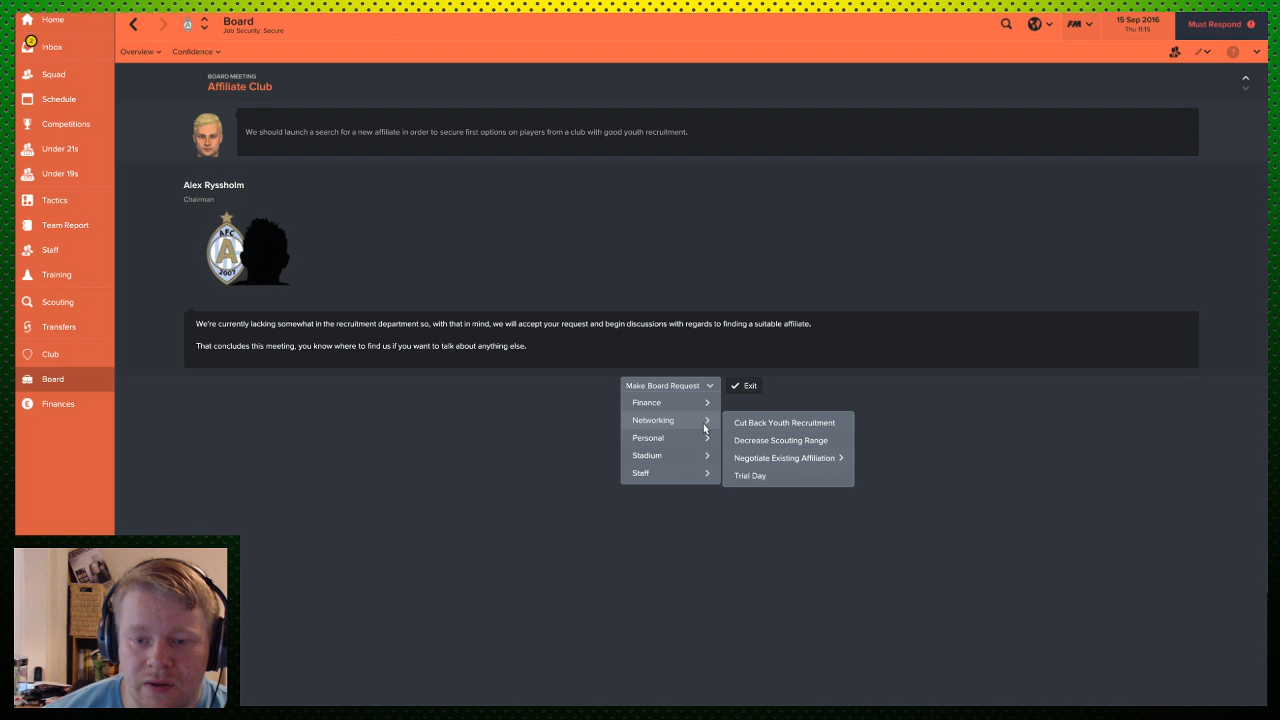 Home
Inbox
2
Squad
Schedule
Competitions
Under 21s
Under 19s
Tactics
Team Report
Staff
Training
Scouting
Transfers
Club
Board
Finances
Board
Job Security: Secure
FM
15 Sep 2016
Thu 11:15
Must Respond
Overview
Confidence
BOARD MEETING
Affiliate Club
We should launch a search for a new affiliate in order to secure first options on players from a club with good youth recruitment.
Alex Ryssholm
Chairman
AFC
A
2007
We're currently lacking somewhat in the recruitment department so, with that in mind, we will accept your request and begin discussions with regards to finding a suitable affiliate.
That concludes this meeting, you know where to find us if you want to talk about anything else.
Make Board Request
Exit
Finance
Networking
Personal
Stadium
Staff
Cut Back Youth Recruitment
Decrease Scouting Range
Negotiate Existing Affiliation
Trial Day